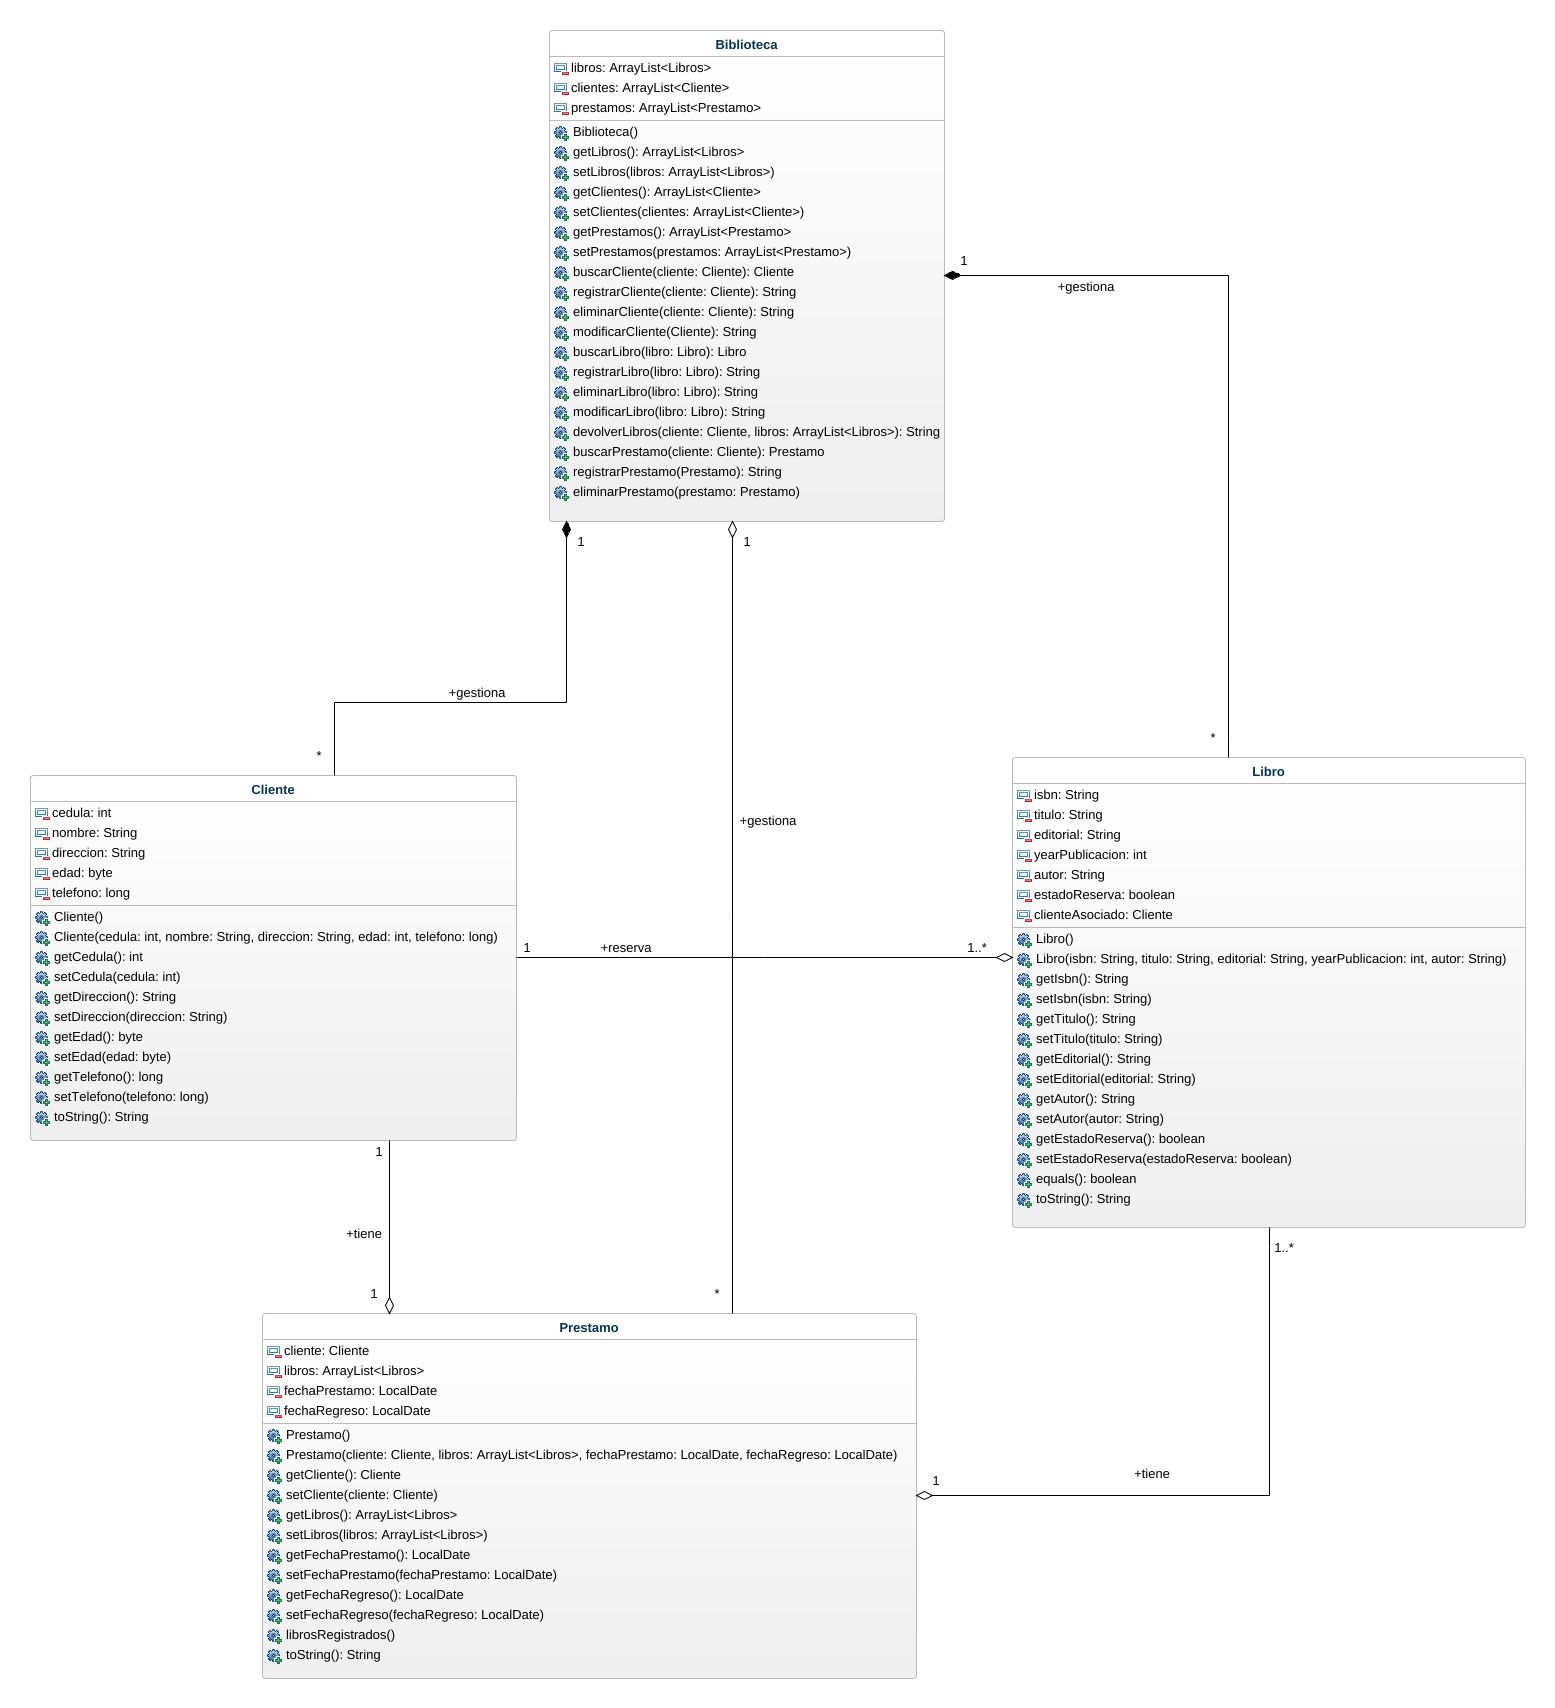 Biblioteca
libros: ArrayList<Libros>
clientes: ArrayList<Cliente>
prestamos: ArrayList<Prestamo>
Biblioteca()
getLibros(): ArrayList<Libros>
setLibros(libros: ArrayList<Libros>)
getClientes(): ArrayList<Cliente>
setClientes(clientes: ArrayList<Cliente>)
getPrestamos(): ArrayList<Prestamo>
setPrestamos(prestamos: ArrayList<Prestamo>)
buscarCliente(cliente: Cliente): Cliente
registrarCliente(cliente: Cliente): String
eliminarCliente(cliente: Cliente): String
modificarCliente(Cliente): String
buscarLibro(libro: Libro): Libro
registrarLibro(libro: Libro): String
eliminarLibro(libro: Libro): String
modificarLibro(libro: Libro): String
devolverLibros(cliente: Cliente, libros: ArrayList<Libros>): String
buscarPrestamo(cliente: Cliente): Prestamo
registrarPrestamo(Prestamo): String
eliminarPrestamo(prestamo: Prestamo)
1
+gestiona
*
1
+gestiona
*
1
+gestiona
*
Cliente
cedula: int
nombre: String
direccion: String
edad: byte
telefono: long
Cliente()
Cliente(cedula: int, nombre: String, direccion: String, edad: int, telefono: long)
getCedula(): int
setCedula(cedula: int)
getDireccion(): String
setDireccion(direccion: String)
getEdad(): byte
setEdad(edad: byte)
getTelefono(): long
setTelefono(telefono: long)
toString(): String
1
+reserva
1..*
Libro
isbn: String
titulo: String
editorial: String
yearPublicacion: int
autor: String
estadoReserva: boolean
clienteAsociado: Cliente
Libro()
Libro(isbn: String, titulo: String, editorial: String, yearPublicacion: int, autor: String)
getIsbn(): String
setIsbn(isbn: String)
getTitulo(): String
setTitulo(titulo: String)
getEditorial(): String
setEditorial(editorial: String)
getAutor(): String
setAutor(autor: String)
getEstadoReserva(): boolean
setEstadoReserva(estadoReserva: boolean)
equals(): boolean
toString(): String
1
+tiene
1
1..*
+tiene
1
Prestamo
cliente: Cliente
libros: ArrayList<Libros>
fechaPrestamo: LocalDate
fechaRegreso: LocalDate
Prestamo()
Prestamo(cliente: Cliente, libros: ArrayList<Libros>, fechaPrestamo: LocalDate, fechaRegreso: LocalDate)
getCliente(): Cliente
setCliente(cliente: Cliente)
getLibros(): ArrayList<Libros>
setLibros(libros: ArrayList<Libros>)
getFechaPrestamo(): LocalDate
setFechaPrestamo(fechaPrestamo: LocalDate)
getFechaRegreso(): LocalDate
setFechaRegreso(fechaRegreso: LocalDate)
librosRegistrados()
toString(): String